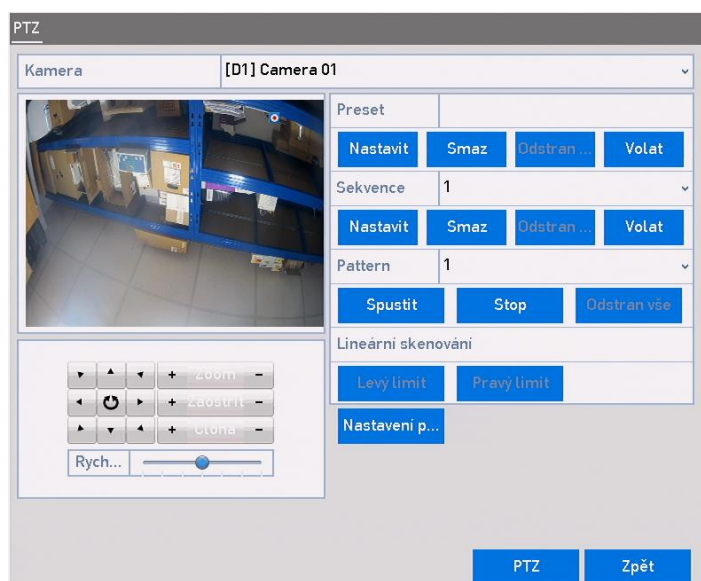 PTZ
Kamera [D1] Camera 01
Preset
Nastavit Smaz Odstran ... Volat
Sekvence 1
Nastavit Smaz Odstran ... Volat
Pattern 1
Spustit Stop Odstran vše
Lineární skenování
Levý limit Pravý limit
Nastavení p...
+ Zoom -
+ Zaostřit -
+ Clona -
Rych...
PTZ Zpět